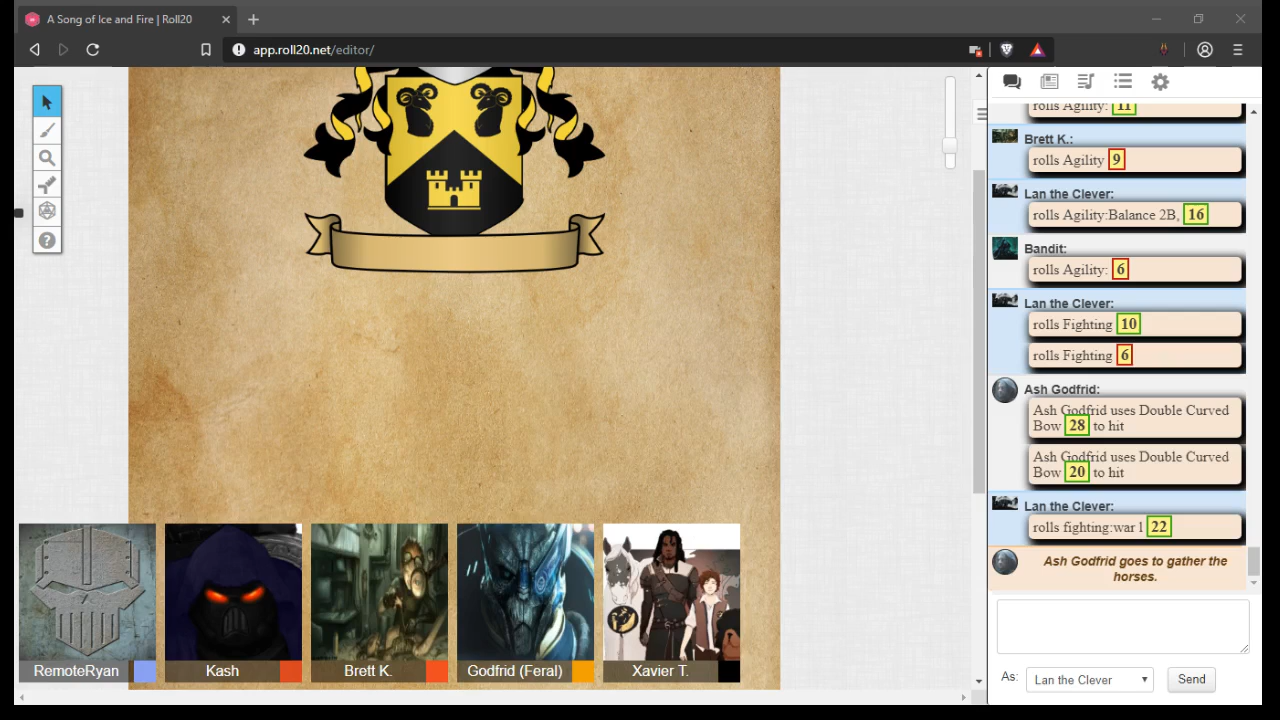 A Song of Ice and Fire | Roll20
app.roll20.net/editor/
rolls Agility: 11
Brett K.:
rolls Agility 9
Lan the Clever:
rolls Agility:Balance 2B, 16
Bandit:
rolls Agility: 6
Lan the Clever:
rolls Fighting 10
rolls Fighting 6
Ash Godfrid:
Ash Godfrid uses Double Curved
Bow 28 to hit
Ash Godfrid uses Double Curved
Bow 20 to hit
Lan the Clever:
rolls fighting:war l 22
Ash Godfrid goes to gather the
horses.
As: Lan the Clever Send
RemoteRyan
Kash
Brett K.
Godfrid (Feral)
Xavier T.